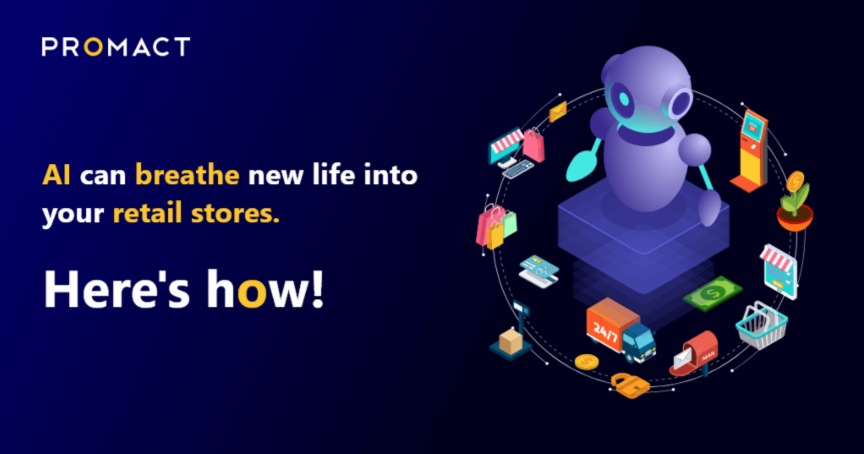 PROMACT
AI can breathe new life into
your retail stores.
Here's how!
24/7
MAIL